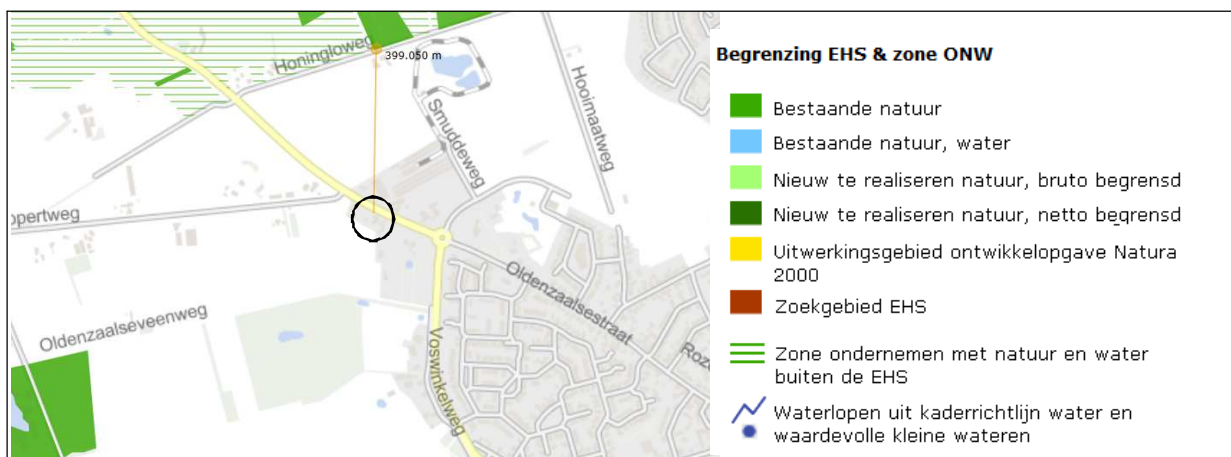 Honingloweg
399.050 m
Smuddeweg
Hooimaatweg
ppertweg
Oldenzaalseveenweg
Oldenzaalsestraat
Voswinkelweg
Roz
Begrenzing EHS & zone ONW
Bestaande natuur
Bestaande natuur, water
Nieuw te realiseren natuur, bruto begrensd
Nieuw te realiseren natuur, netto begrensd
Uitwerkingsgebied ontwikkelopgave Natura
2000
Zoekgebied EHS
Zone ondernemen met natuur en water
buiten de EHS
Waterlopen uit kaderrichtlijn water en
waardevolle kleine wateren